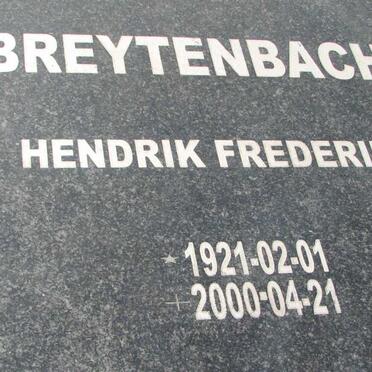 BREYTENBACH
HENDRIK FREDERI
★ 1921-02-01
+ 2000-04-21